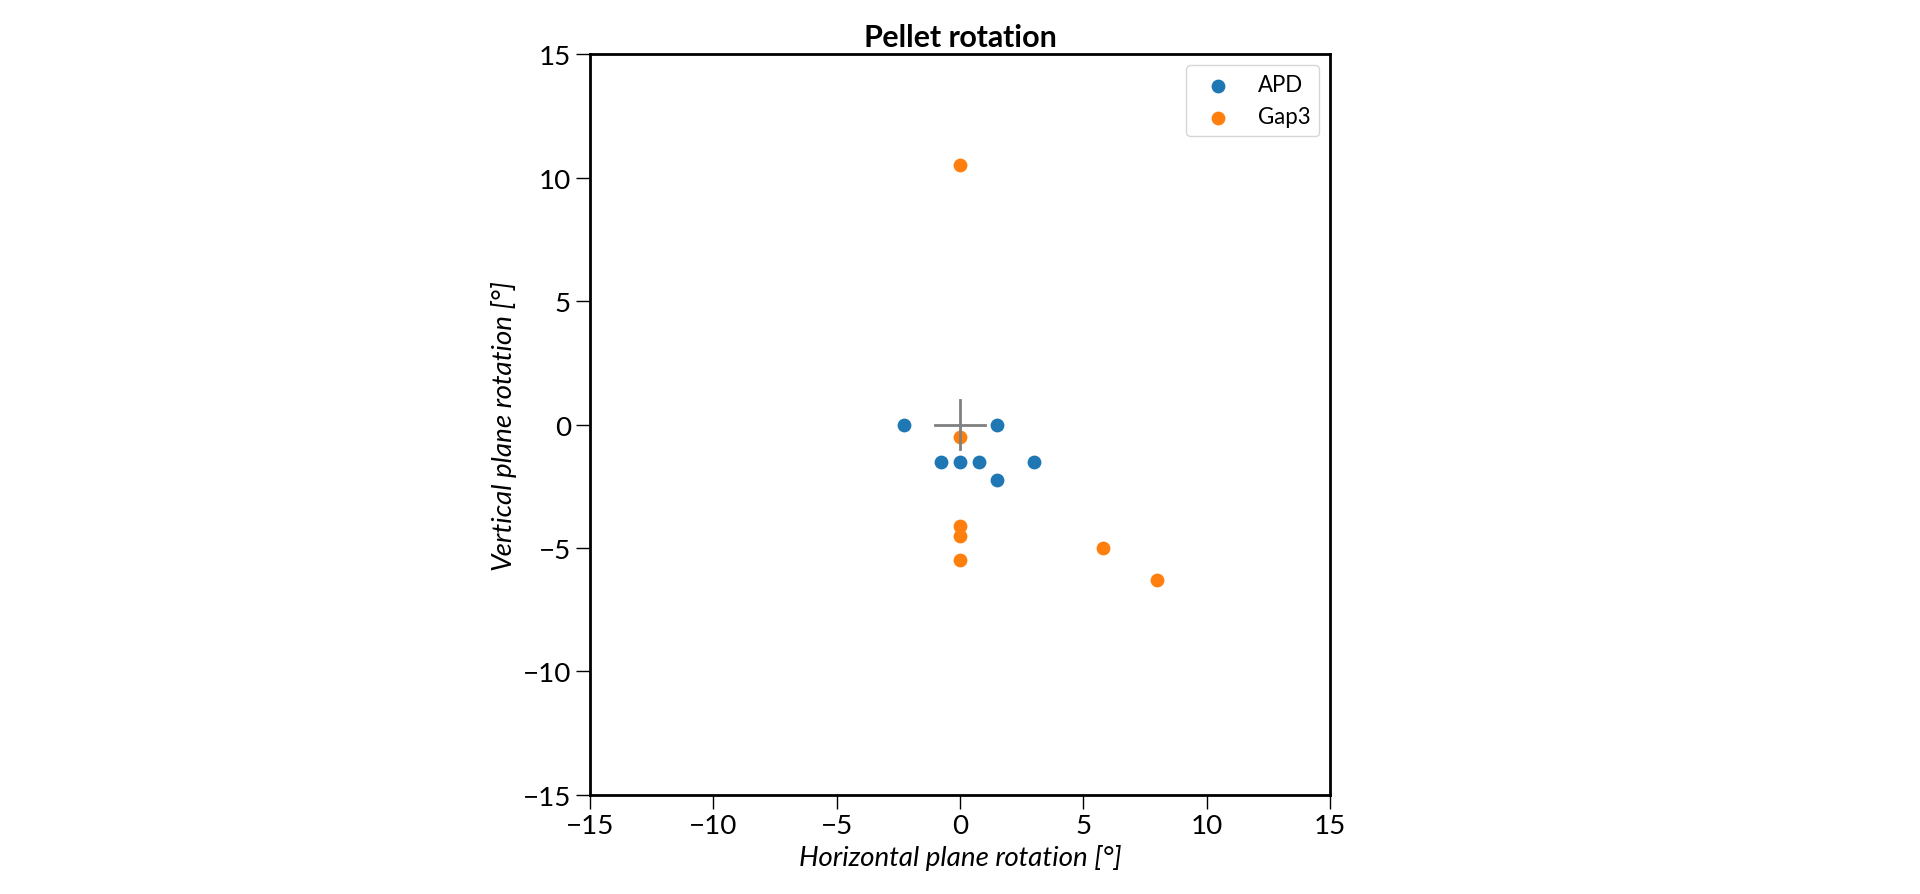 Pellet rotation
APD
Gap3
15
10
5
0
−5
−10
−15
Vertical plane rotation [°]
−15
−10
−5
0
5
10
15
Horizontal plane rotation [°]